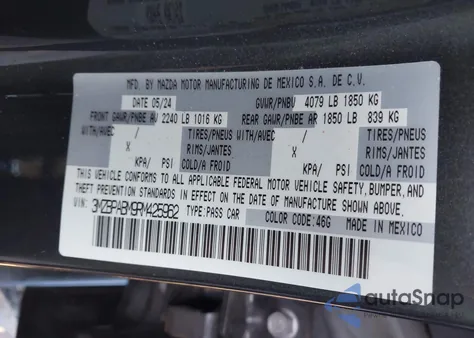 MFD. BY MAZDA MOTOR MANUFACTURING DE MEXICO S.A. DE C.V.
DATE 05/24 GVWR/PNBV 4079 LB 1850 KG
FRONT GAWR/PNBE AV 2240 LB 1016 KG REAR GAWR/PNBE AR 1850 LB 839 KG
WITH/AVEC / TIRES/PNEUS WITH/AVEC / TIRES/PNEUS
X RIMS/JANTES X RIMS/JANTES
KPA/ PSI COLD/A FROID KPA/ PSI COLD/A FROID
THIS VEHICLE CONFORMS TO ALL APPLICABLE FEDERAL MOTOR VEHICLE SAFETY, BUMPER, AND
THEFT PREVENTION STANDARDS IN EFFECT ON THE DATE OF MANUFACTURE SHOWN ABOVE.
VIN: 3MZBPABM9RM425962 TYPE:PASS CAR COLOR CODE:46G MADE IN MEXICO
autoSnap